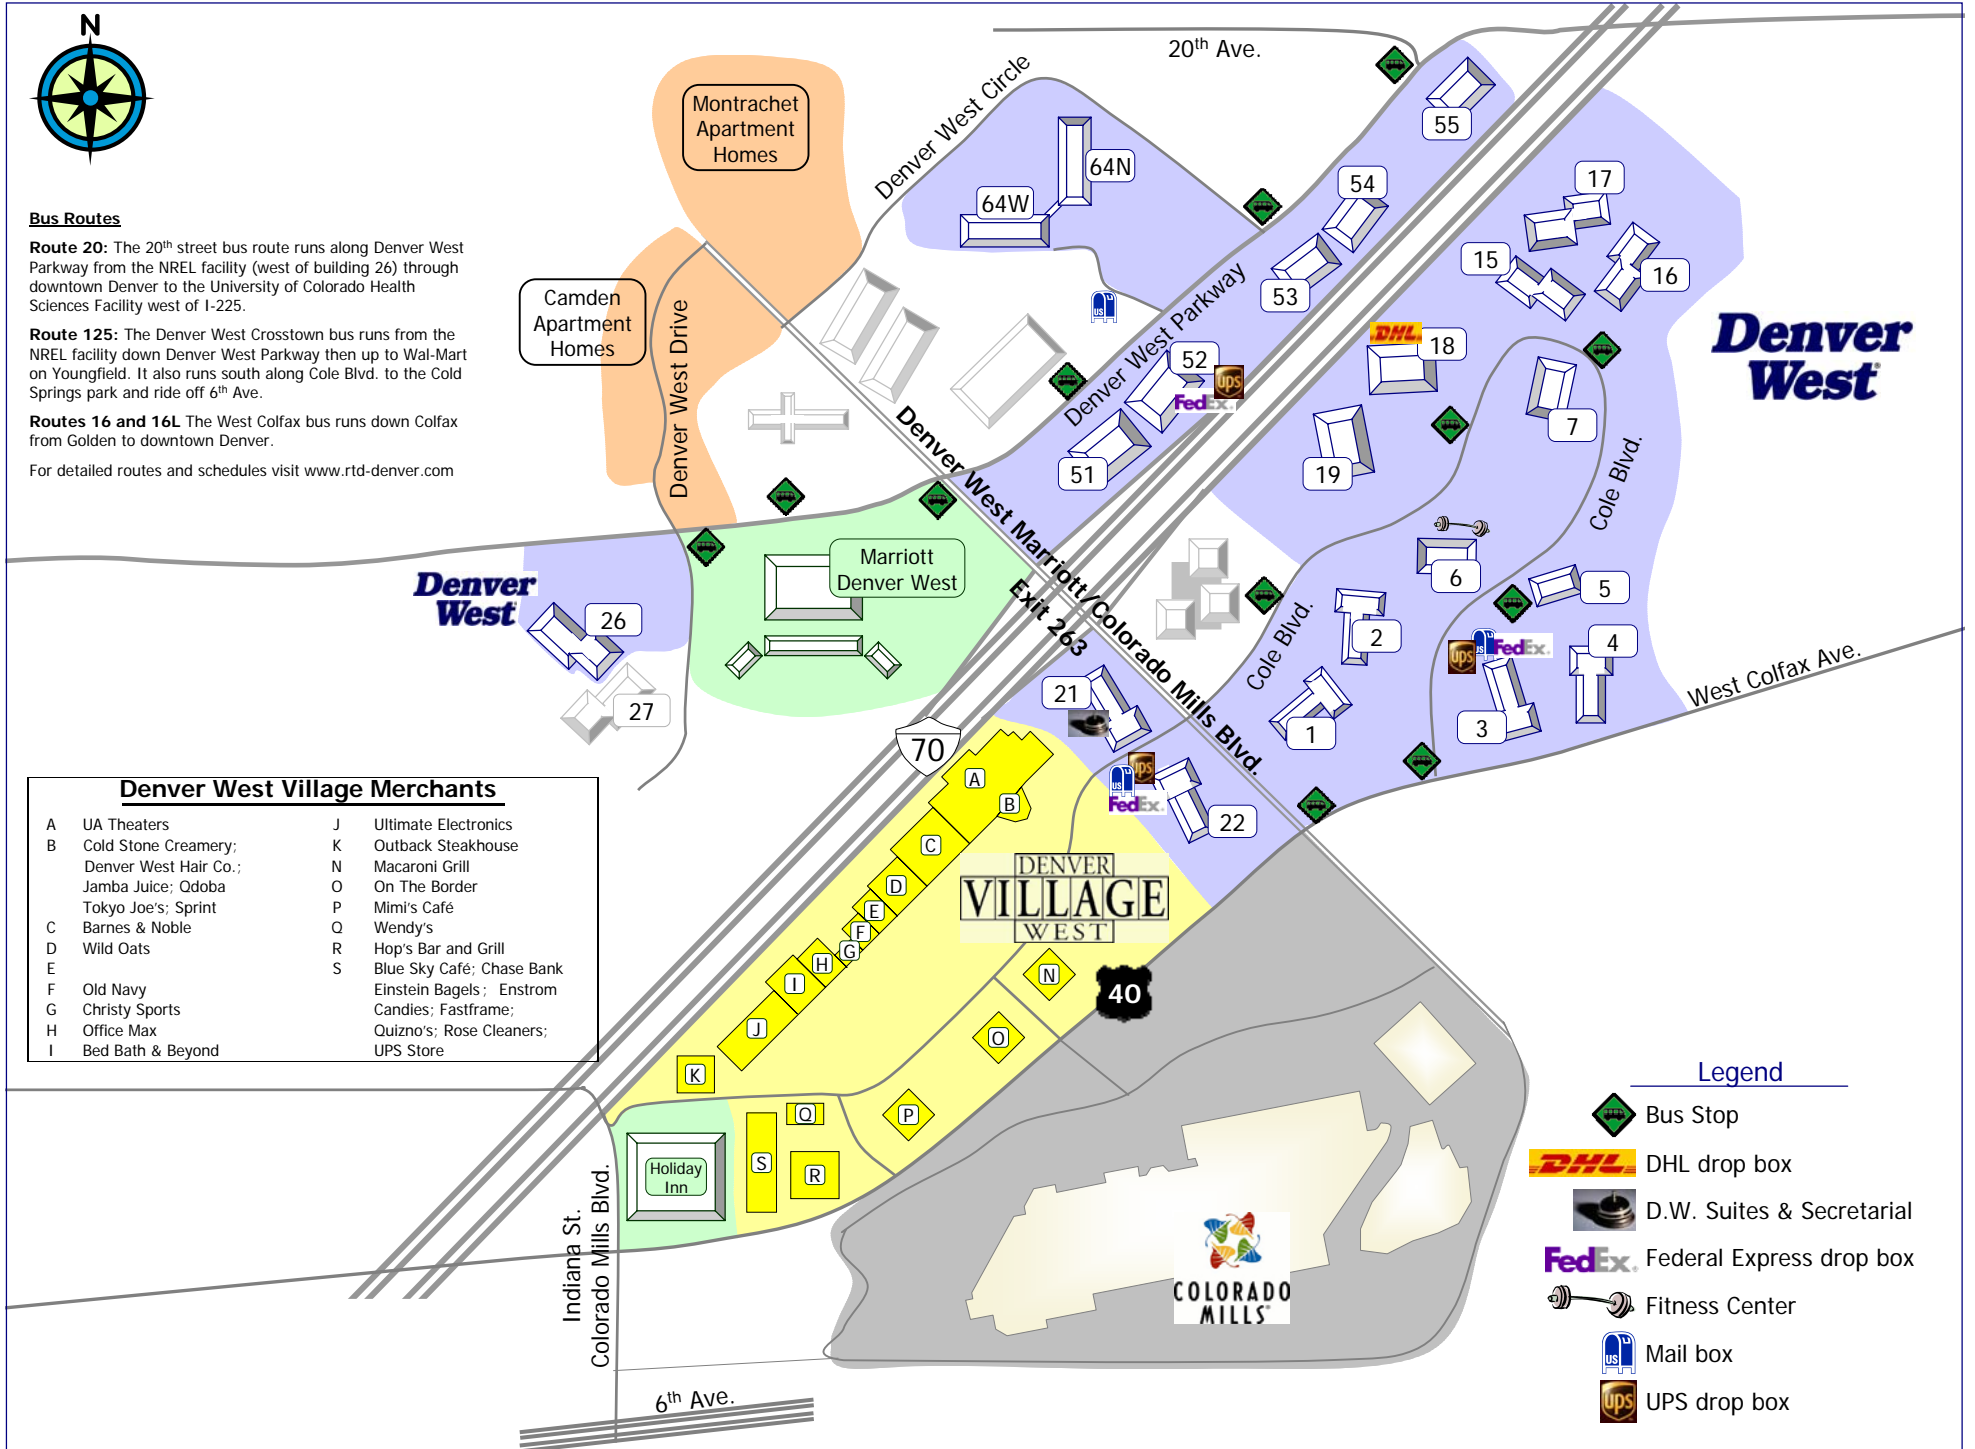 N
20th Ave.
Denver West Circle
Montrachet
Apartment
Homes
55
64N
64W
54
17
Bus Routes
Route 20: The 20th street bus route runs along Denver West
Parkway from the NREL facility (west of building 26) through
downtown Denver to the University of Colorado Health
Sciences Facility west of I-225.
Route 125: The Denver West Crosstown bus runs from the
NREL facility down Denver West Parkway then up to Wal-Mart
on Youngfield. It also runs south along Cole Blvd. to the Cold
Springs park and ride off 6th Ave.
Routes 16 and 16L The West Colfax bus runs down Colfax
from Golden to downtown Denver.
For detailed routes and schedules visit www.rtd-denver.com
Camden
Apartment
Homes
Denver West Drive
US
53
15
16
Denver West Parkway
Denver
West
DHL
18
52
ups
FedEx.
51
19
7
Cole Blvd.
Denver West Marriott/Colorado Mills Blvd.
Exit 263
Marriott
Denver West
Denver
West
26
27
6
5
2
4
Cole Blvd.
ups
US
FedEx.
3
1
West Colfax Ave.
21
70
ups
US
FedEx.
22
Denver West Village Merchants
A UA Theaters
B Cold Stone Creamery;
Denver West Hair Co.;
Jamba Juice; Qdoba
Tokyo Joe's; Sprint
C Barnes & Noble
D Wild Oats
E
F Old Navy
G Christy Sports
H Office Max
I Bed Bath & Beyond
J Ultimate Electronics
K Outback Steakhouse
N Macaroni Grill
O On The Border
P Mimi's Café
Q Wendy's
R Hop's Bar and Grill
S Blue Sky Café; Chase Bank
Einstein Bagels; Enstrom
Candies; Fastframe;
Quizno's; Rose Cleaners;
UPS Store
A
B
C
D
E
F
G
H
I
J
K
DENVER
VILLAGE
WEST
N
40
O
P
Q
R
S
Holiday
Inn
Indiana St.
Colorado Mills Blvd.
6th Ave.
COLORADO
MILLS
Legend
Bus Stop
DHL DHL drop box
D.W. Suites & Secretarial
FedEx. Federal Express drop box
Fitness Center
US Mail box
ups UPS drop box